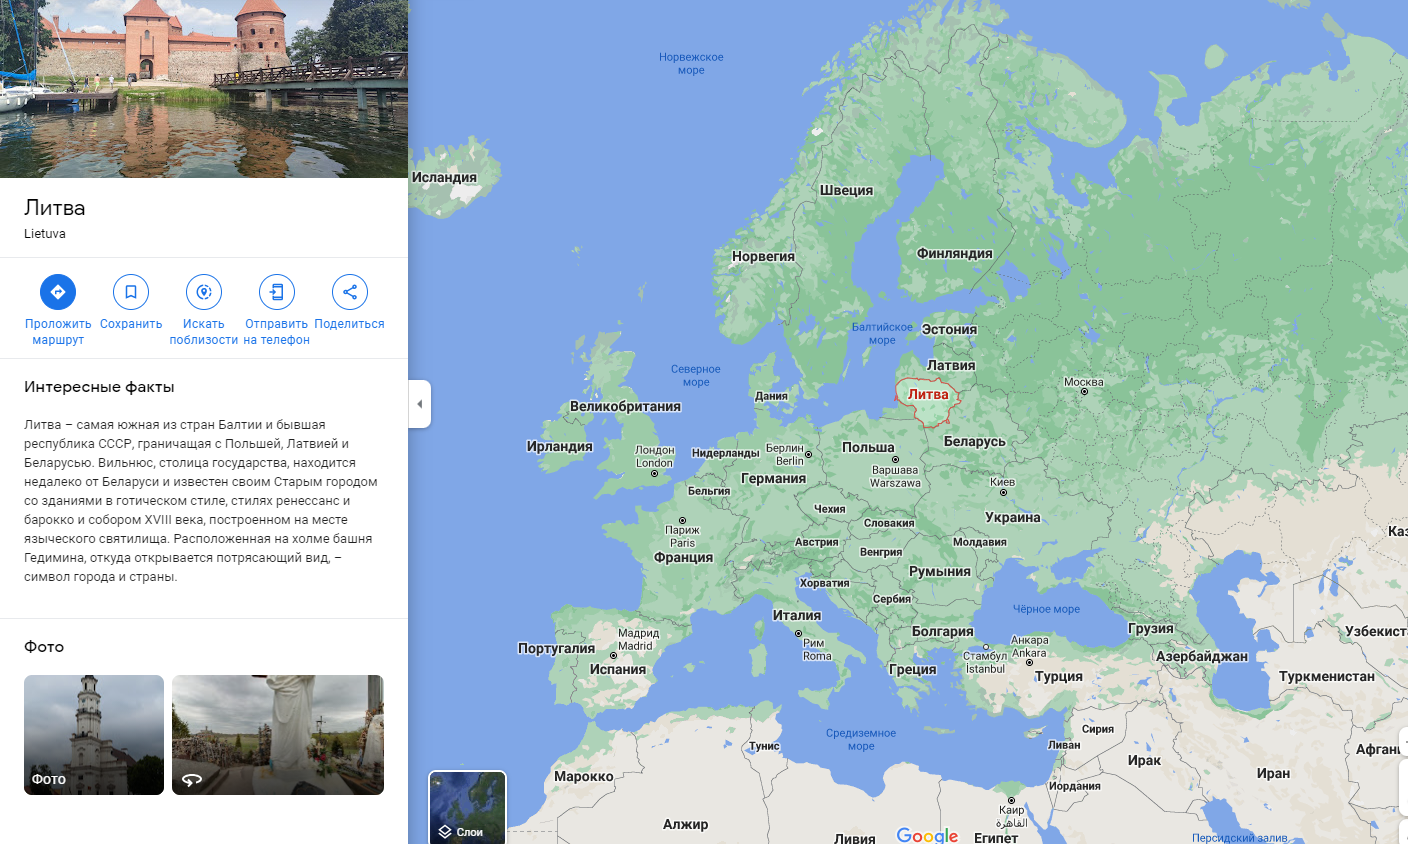 Литва
Lietuva
Проложить
маршрут
Сохранить
Искать
поблизости
Отправить
на телефон
Поделиться
Интересные факты
Литва – самая южная из стран Балтии и бывшая
республика СССР, граничащая с Польшей, Латвией и
Беларусью. Вильнюс, столица государства, находится
недалеко от Беларуси и известен своим Старым городом
со зданиями в готическом стиле, стилях ренессанс и
барокко и собором XVIII века, построенном на месте
языческого святилища. Расположенная на холме башня
Гедимина, откуда открывается потрясающий вид, –
символ города и страны.
Фото
Фото
Норвежское
море
Исландия
Швеция
Норвегия
Финляндия
Балтийское
море
Эстония
Северное
море
Латвия
Москва
Дания
Литва
Великобритания
Ирландия
Лондон
London
Нидерланды
Берлин
Berlin
Польша
Беларусь
Варшава
Warszawa
Германия
Бельгия
Киев
Чехия
Украина
Париж
Paris
Словакия
Франция
Австрия
Венгрия
Молдавия
Румыния
Хорватия
Сербия
Италия
Чёрное море
Каз
Мадрид
Madrid
Рим
Roma
Болгария
Грузия
Узбекист
Португалия
Испания
Анкара
Ankara
Стамбул
İstanbul
Азербайджан
Греция
Турция
Туркменистан
Средиземное
море
Тунис
Сирия
Ливан
Ирак
Афгани
Марокко
Иордания
Иран
Каир
القاهرة
Алжир
Ливия
Египет
Персидский залив
Слои
Google